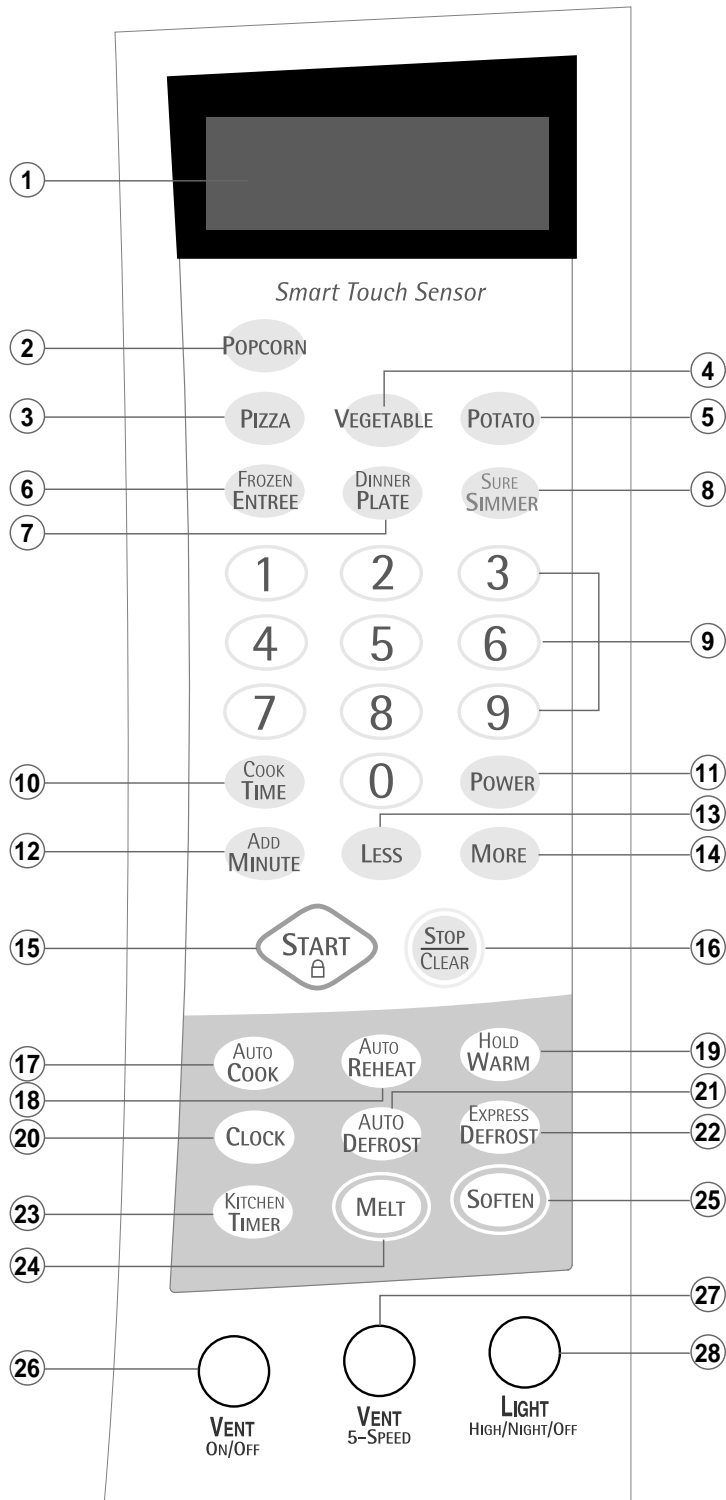 1
Smart Touch Sensor
2
POPCORN
4
3
PIZZA
VEGETABLE
POTATO
5
6
FROZEN
ENTREE
DINNER
PLATE
SURE
SIMMER
8
7
1
2
3
4
5
6
9
7
8
9
10
COOK
TIME
0
POWER
11
13
12
ADD
MINUTE
LESS
MORE
14
15
START
STOP
CLEAR
16
17
AUTO
COOK
AUTO
REHEAT
HOLD
WARM
19
18
21
20
CLOCK
AUTO
DEFROST
EXPRESS
DEFROST
22
23
KITCHEN
TIMER
MELT
SOFTEN
25
24
27
26
28
VENT
ON/OFF
VENT
5-SPEED
LIGHT
HIGH/NIGHT/OFF